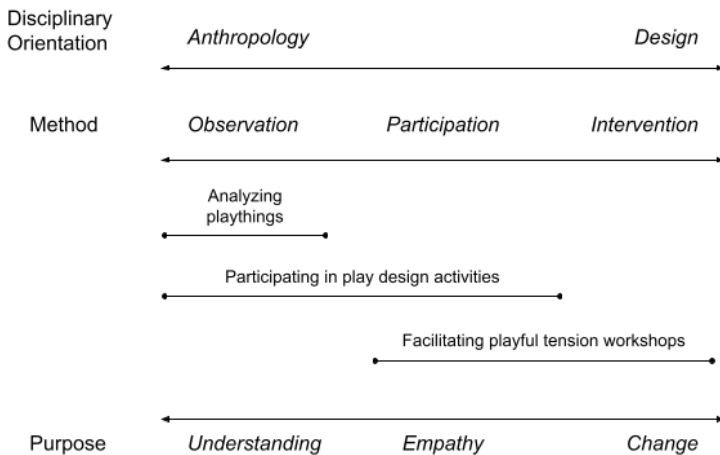 Disciplinary
Orientation
Anthropology
Design
Method
Observation
Participation
Intervention
Analyzing
playthings
Participating in play design activities
Facilitating playful tension workshops
Purpose
Understanding
Empathy
Change